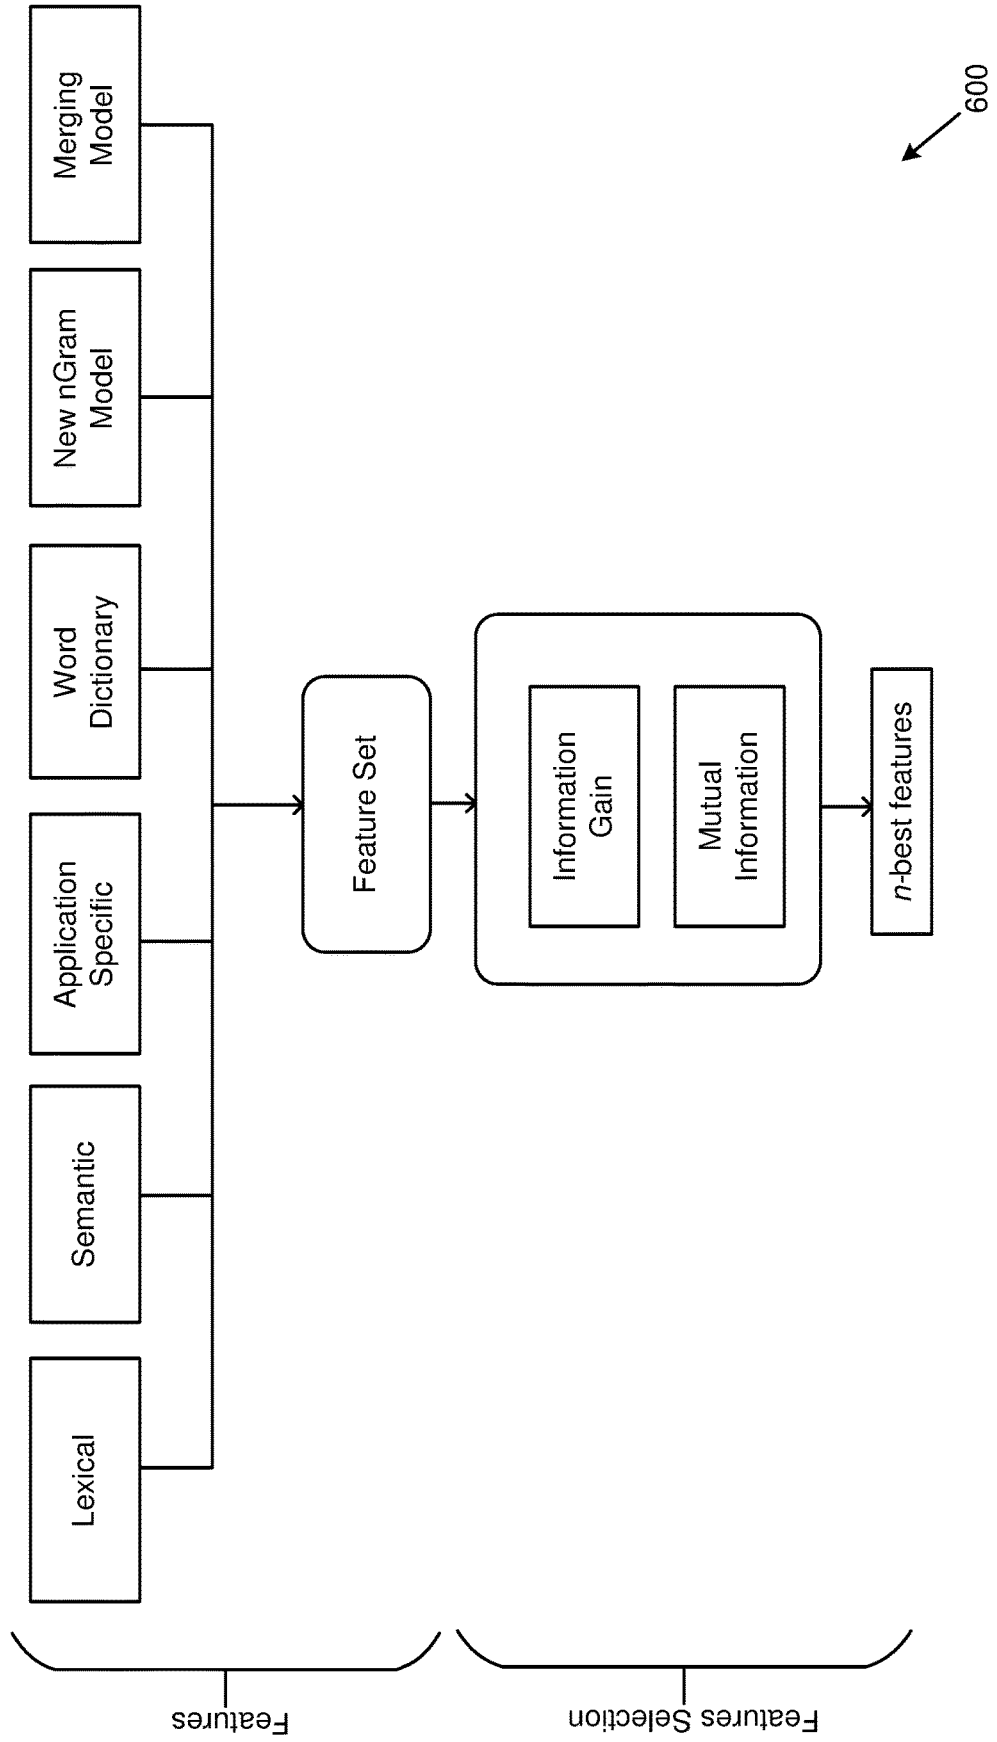 Lexical
Semantic
Application
Specific
Word
Dictionary
New nGram
Model
Merging
Model
Features
Feature Set
Information
Gain
Mutual
Information
Features Selection
n-best features
600